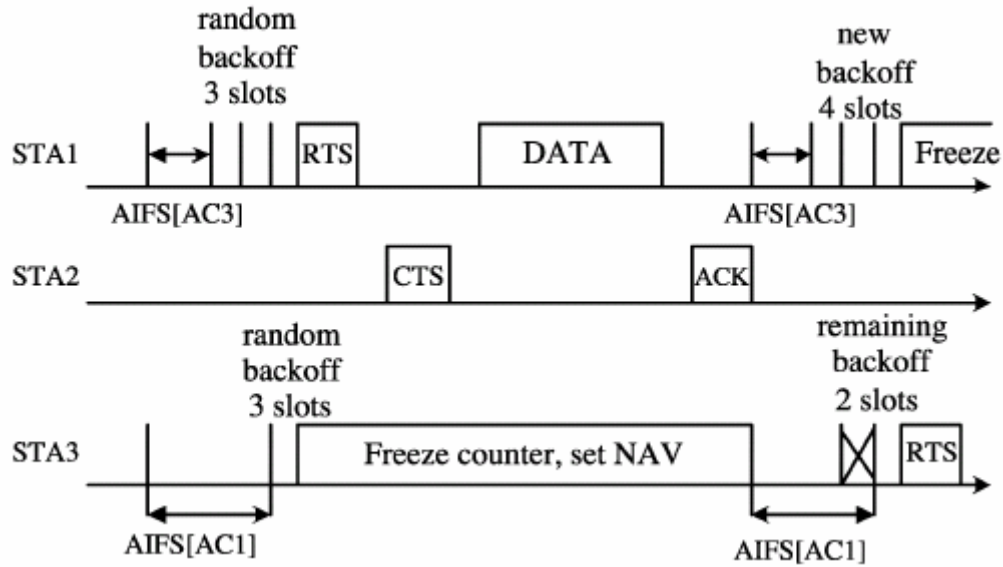 random
backoff
3 slots
new
backoff
4 slots
STA1
RTS
DATA
Freeze
AIFS[AC3]
AIFS[AC3]
STA2
CTS
ACK
random
backoff
3 slots
remaining
backoff
2 slots
STA3
Freeze counter, set NAV
RTS
AIFS[AC1]
AIFS[AC1]